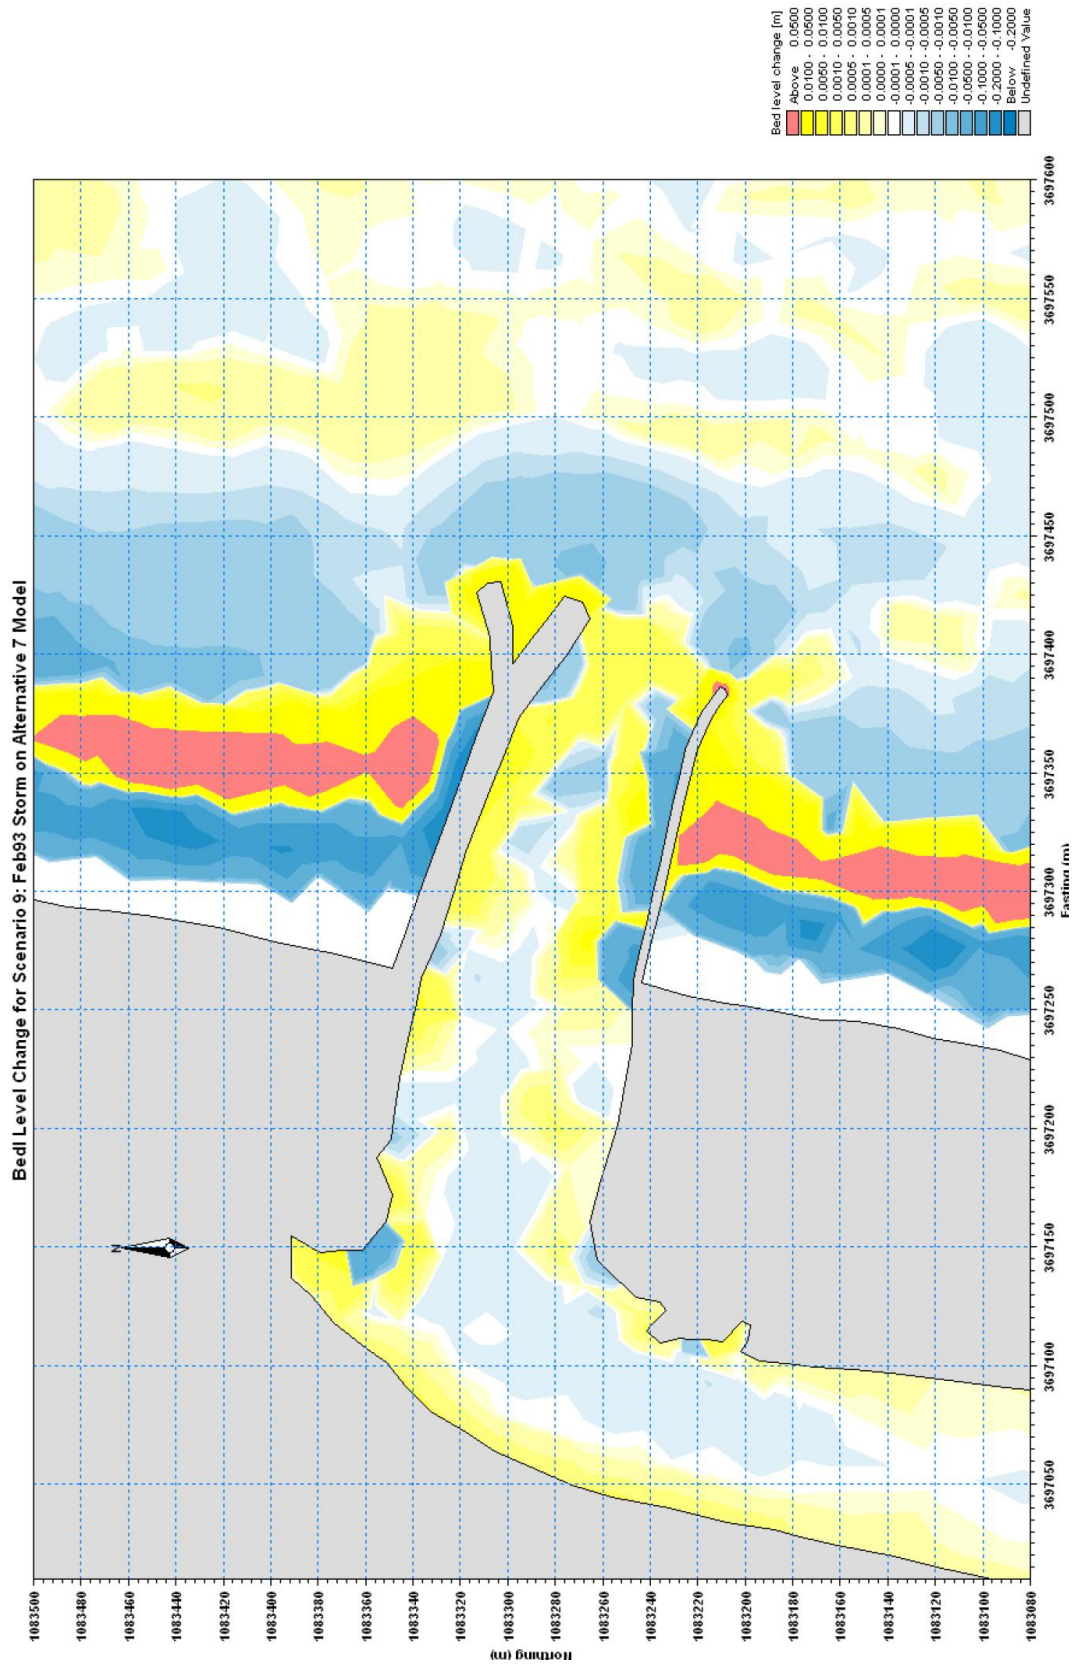 Bedl Level Change for Scenario 9: Feb93 Storm on Alternative 7 Model
N
Northing (m)
1083500
1083480
1083460
1083440
1083420
1083400
1083380
1083360
1083340
1083320
1083300
1083280
1083260
1083240
1083220
1083200
1083180
1083160
1083140
1083120
1083100
1083080
3697050
3697100
3697150
3697200
3697250
3697300
3697350
3697400
3697450
3697500
3697550
3697600
Easting (m)
Bed level change [m]
Above 0.0500
0.0100 - 0.0500
0.0050 - 0.0100
0.0010 - 0.0050
0.0005 - 0.0010
0.0001 - 0.0005
0.0000 - 0.0001
-0.0001 - 0.0000
-0.0005 - -0.0001
-0.0010 - -0.0005
-0.0050 - -0.0010
-0.0100 - -0.0050
-0.0500 - -0.0100
-0.1000 - -0.0500
-0.2000 - -0.1000
Below -0.2000
Undefined Value